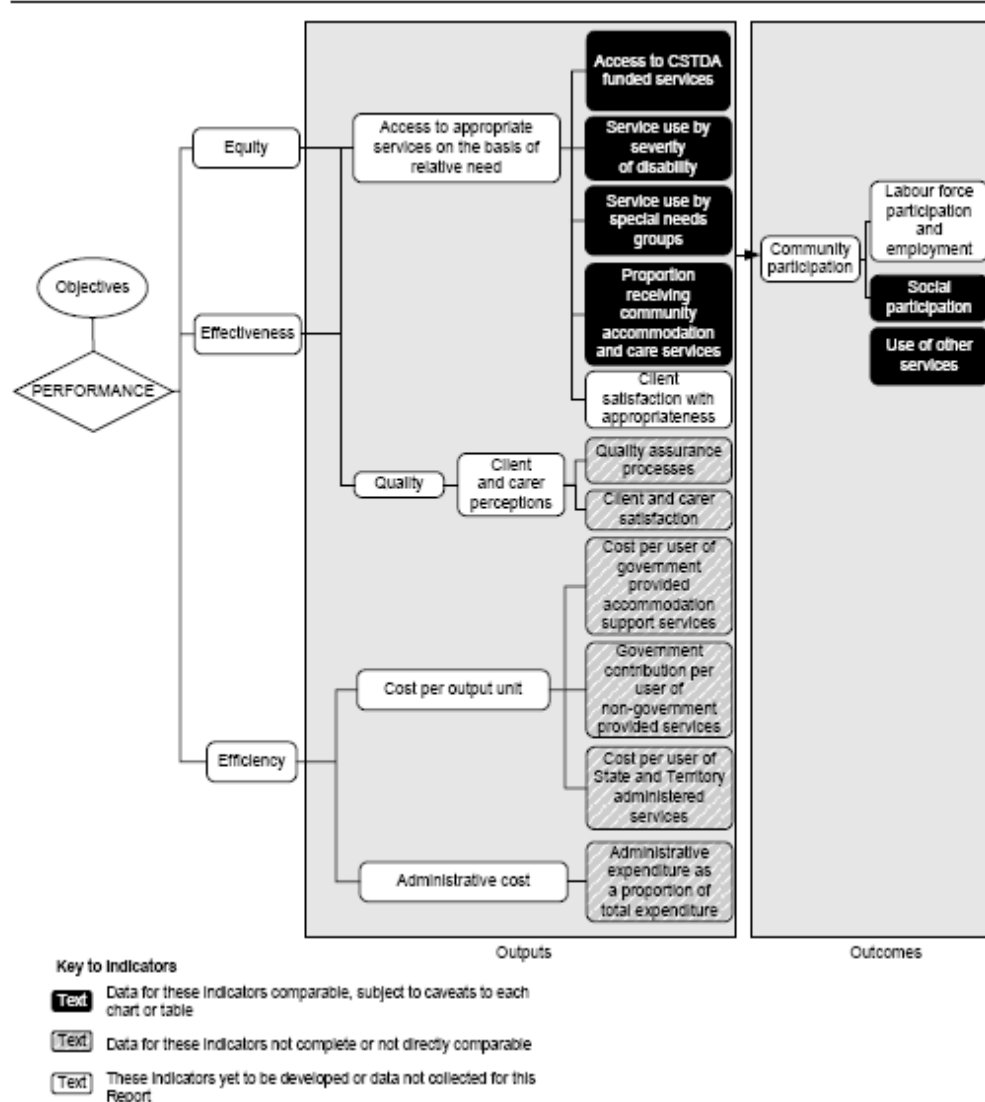 Objectives
PERFORMANCE
Equity
Effectiveness
Efficiency
Access to appropriate
services on the basis of
relative need
Quality
Client
and carer
perceptions
Cost per output unit
Administrative cost
Access to CSTDA
funded services
Service use by
severity
of disability
Service use by
special needs
groups
Proportion
receiving
community
accommodation
and care services
Client
satisfaction with
appropriateness
Quality assurance
processes
Client and carer
satisfaction
Cost per user of
government
provided
accommodation
support services
Government
contribution per
user of
non-government
provided services
Cost per user of
State and Territory
administered
services
Administrative
expenditure as
a proportion of
total expenditure
Community
participation
Labour force
participation
and
employment
Social
participation
Use of other
services
Outputs
Outcomes
Key to Indicators
Text
Data for these Indicators comparable, subject to caveats to each
chart or table
Text
Data for these Indicators not complete or not directly comparable
Text
These Indicators yet to be developed or data not collected for this
Report